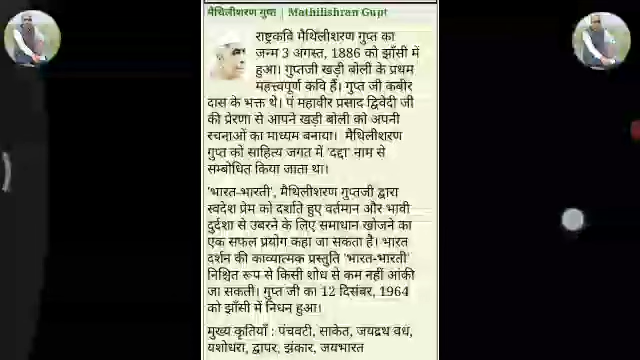 मैथिलीशरण गुप्त | Mathilishran Gupt
राष्ट्रकवि मैथिलीशरण गुप्त का
जन्म 3 अगस्त, 1886 को झाँसी में
हुआ। गुप्तजी खड़ी बोली के प्रथम
महत्त्वपूर्ण कवि हैं। गुप्त जी कबीर
दास के भक्त थे। पं महावीर प्रसाद द्विवेदी जी
की प्रेरणा से आपने खड़ी बोली को अपनी
रचनाओं का माध्यम बनाया। मैथिलीशरण
गुप्त को साहित्य जगत में 'दद्दा' नाम से
सम्बोधित किया जाता था।
'भारत-भारती', मैथिलीशरण गुप्तजी द्वारा
स्वदेश प्रेम को दर्शाते हुए वर्तमान और भावी
दुर्दशा से उबरने के लिए समाधान खोजने का
एक सफल प्रयोग कहा जा सकता है। भारत
दर्शन की काव्यात्मक प्रस्तुति 'भारत-भारती'
निश्चित रूप से किसी शोध से कम नहीं आंकी
जा सकती। गुप्त जी का 12 दिसंबर, 1964
को झाँसी में निधन हुआ।
मुख्य कृतियाँ : पंचवटी, साकेत, जयद्रथ वध,
यशोधरा, द्वापर, झंकार, जयभारत